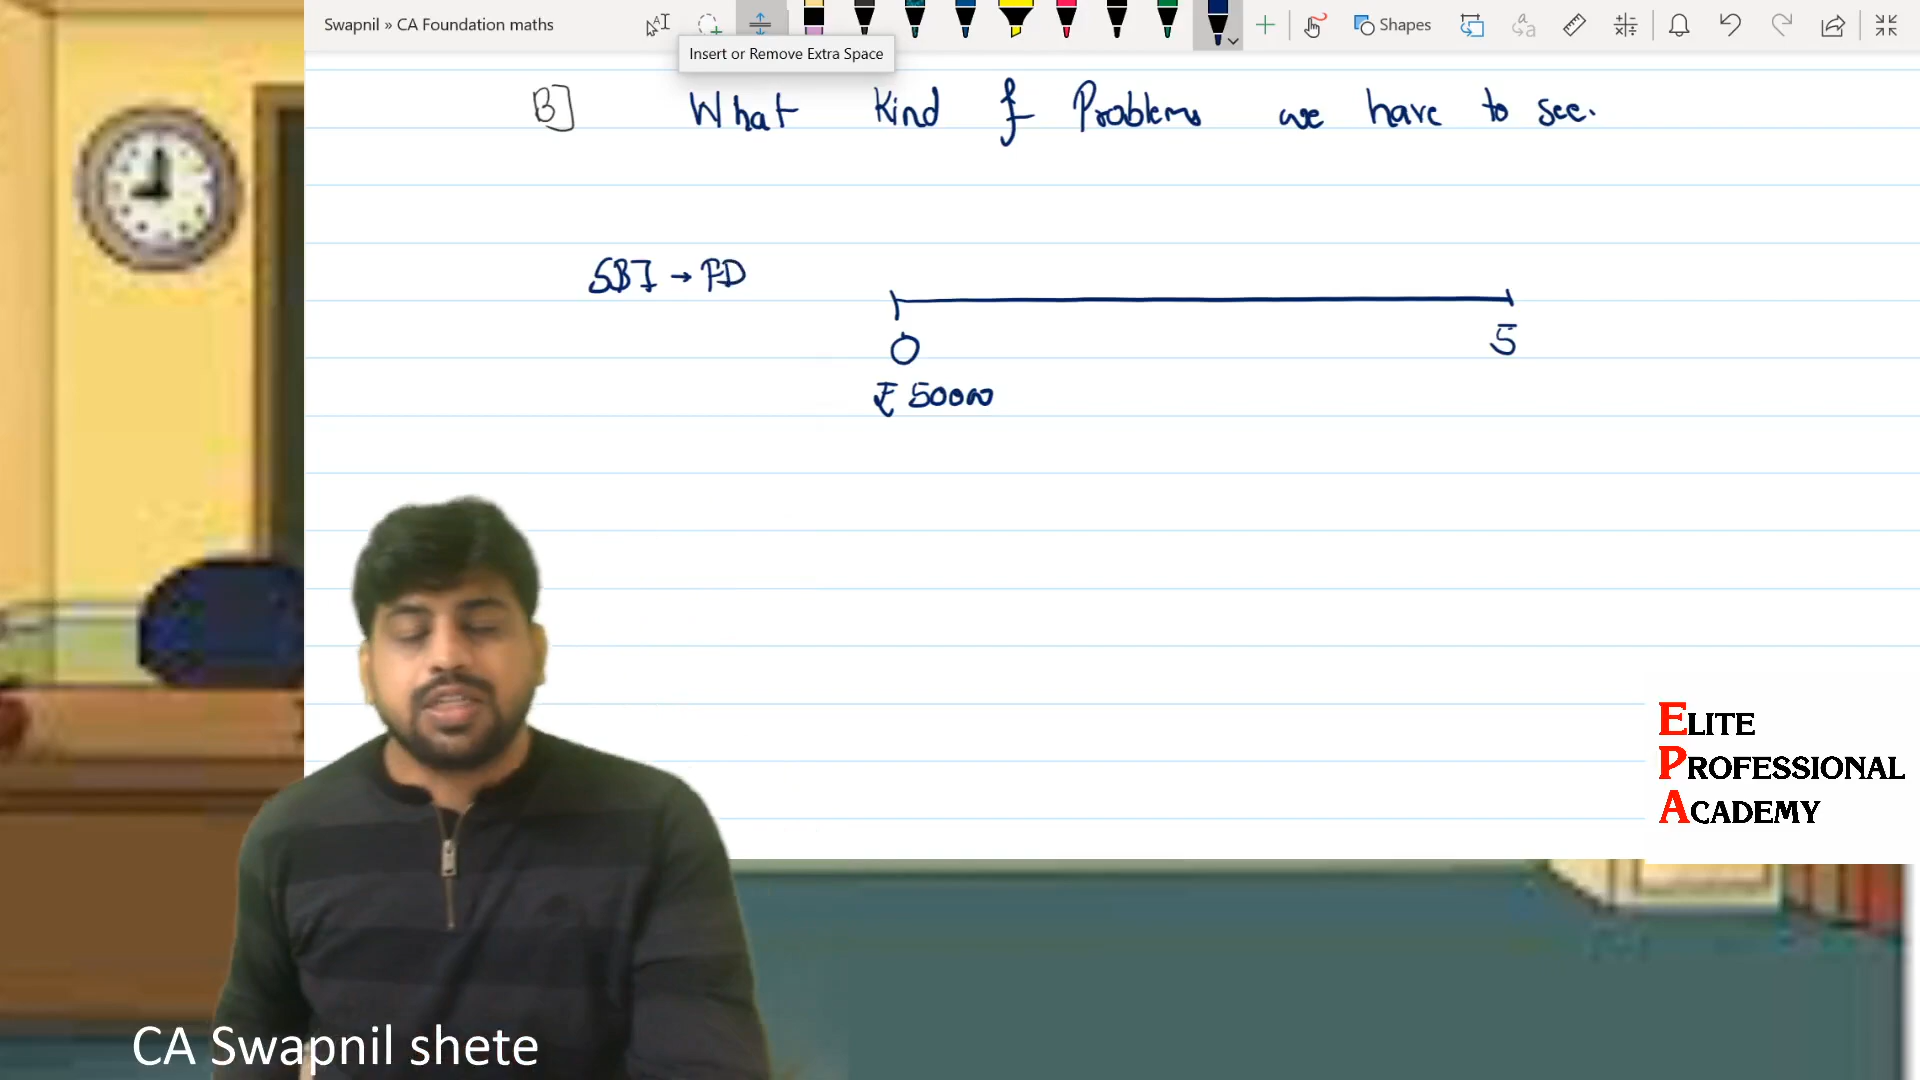 Swapnil » CA Foundation maths
Shapes
Insert or Remove Extra Space
B] What Kind of Problems we have to see.
SBI → FD
0
5
₹ 50000
ELITE
PROFESSIONAL
ACADEMY
CA Swapnil shete